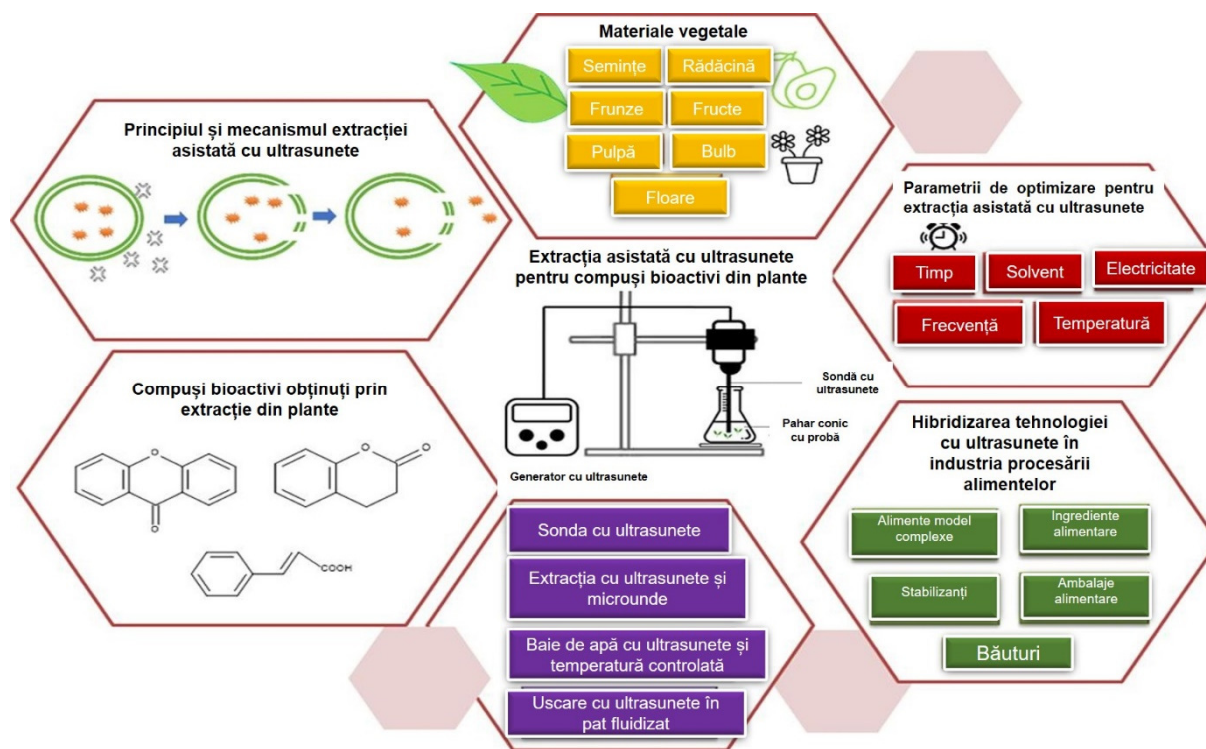 Materiale vegetale
Semințe
Rădăcină
Frunze
Fructe
Pulpă
Bulb
Floare
Principiul și mecanismul extracției
asistată cu ultrasunete
Parametrii de optimizare pentru
extracția asistată cu ultrasunete
Timp
Solvent
Electricitate
Frecvență
Temperatură
Extracția asistată cu ultrasunete
pentru compuși bioactivi din plante
Sondă cu
ultrasunete
Pahar conic
cu probă
Generator cu ultrasunete
Compuși bioactivi obținuți prin
extracție din plante
O
O
O
O
COOH
Hibridizarea tehnologiei
cu ultrasunete în
industria procesării
alimentelor
Alimente model
complexe
Ingrediente
alimentare
Stabilizanți
Ambalaje
alimentare
Băuturi
Sonda cu ultrasunete
Extracția cu ultrasunete și
microunde
Baie de apă cu ultrasunete și
temperatură controlată
Uscare cu ultrasunete în
pat fluidizat